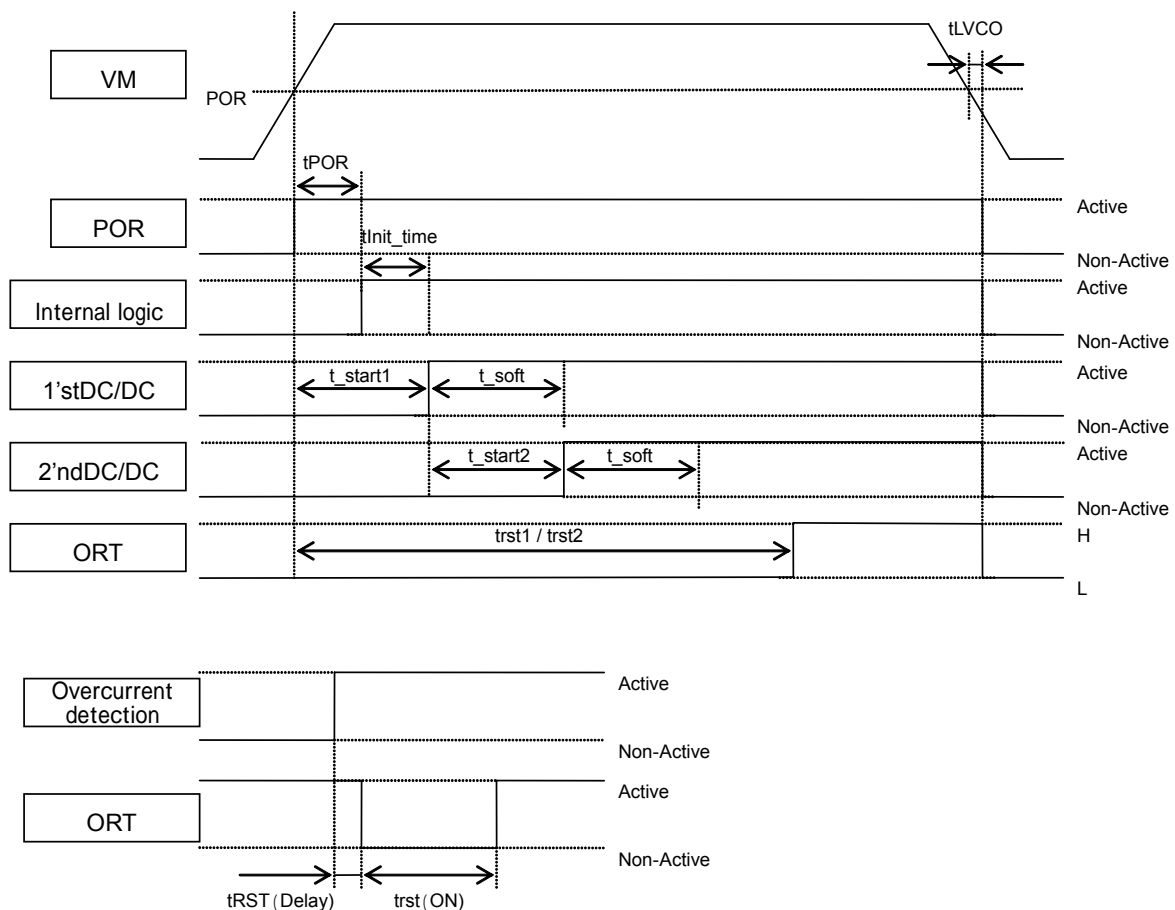 tLVCO
VM
POR
tPOR
POR
Active
Non-Active
tInit_time
Internal logic
Active
Non-Active
1'stDC/DC
t_start1
t_soft
Active
Non-Active
2'ndDC/DC
t_start2
t_soft
Active
Non-Active
ORT
trst1 / trst2
H
L
Overcurrent
detection
Active
Non-Active
ORT
Active
Non-Active
tRST(Delay)
trst(ON)